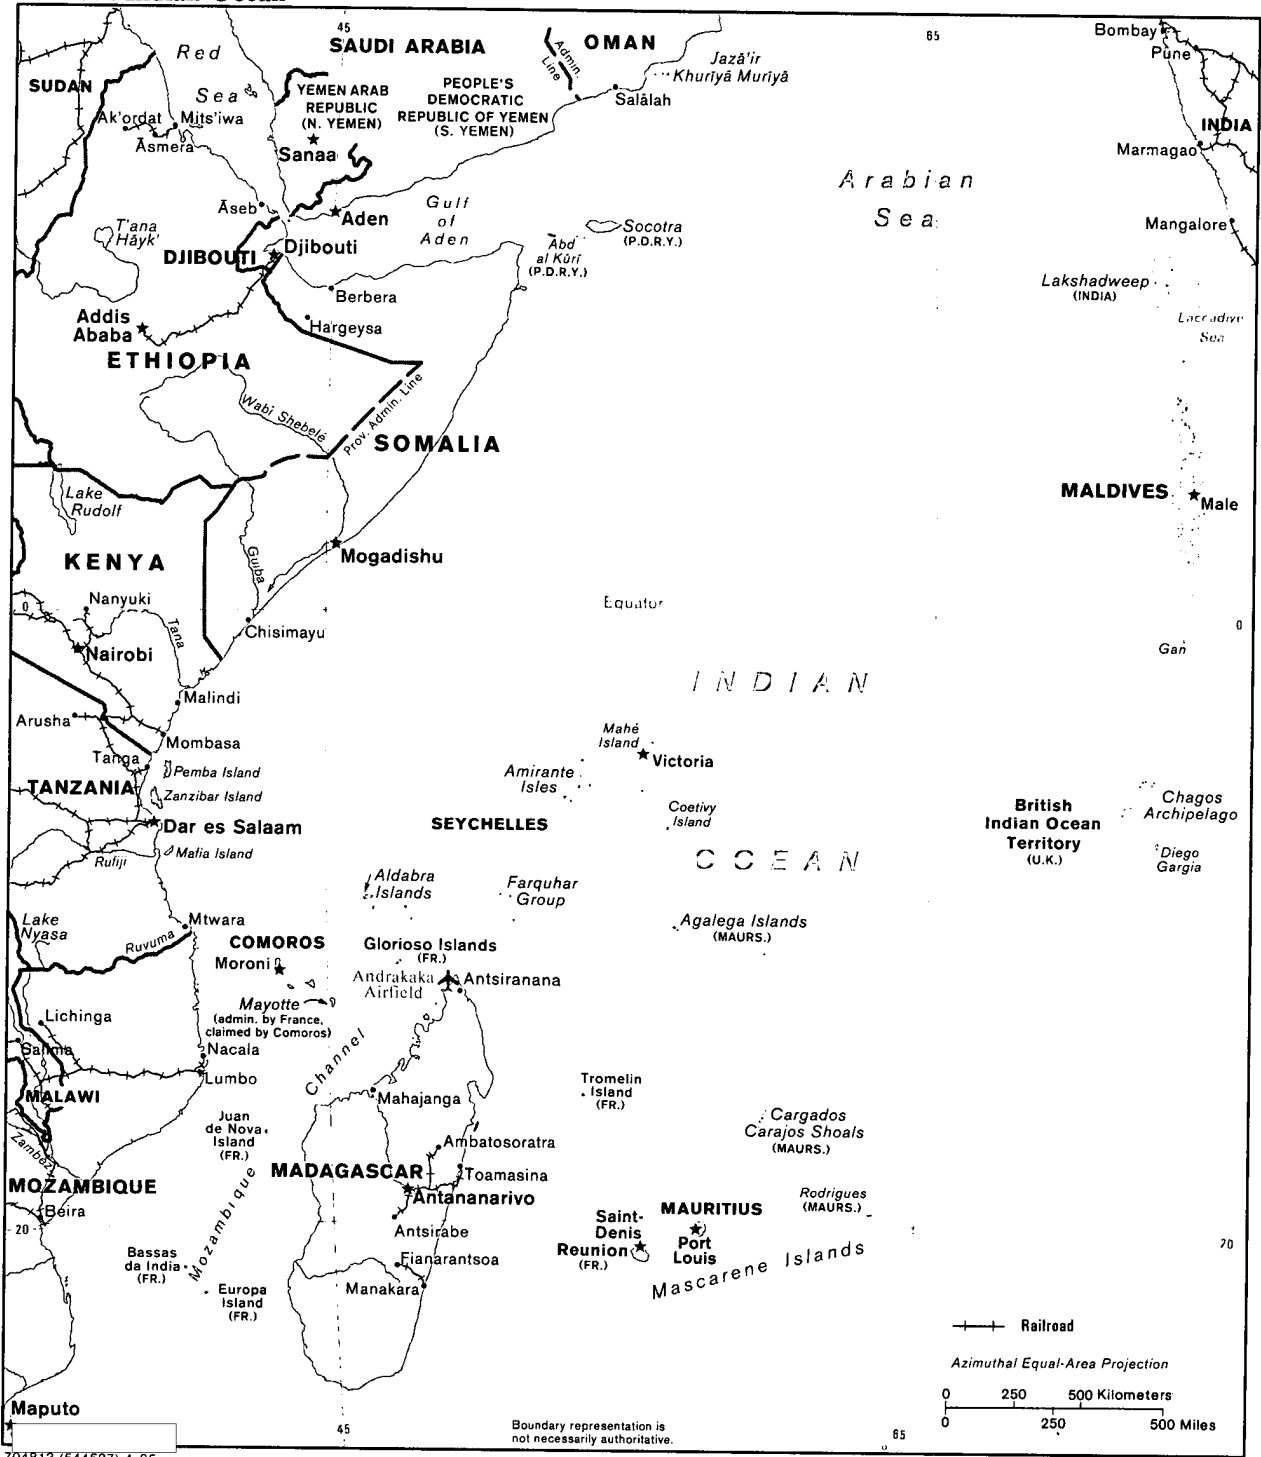 Indian Ocean
45
65
Bombay
Pune
INDIA
Marmagao
Mangalore
SAUDI ARABIA
OMAN
Admin.
Line
Jazā'ir
Khurīyā Murīyā
Salālah
Red
Sea
SUDAN
Ak'ordat
Mits'iwa
Āsmera
YEMEN ARAB
REPUBLIC
(N. YEMEN)
Sanaa
PEOPLE'S
DEMOCRATIC
REPUBLIC OF YEMEN
(S. YEMEN)
Arabian
Sea
Āseb
Aden
Gulf
of
Aden
Socotra
(P.D.R.Y.)
Ābd
al Kūrī
(P.D.R.Y.)
T'ana
Hāyk'
DJIBOUTI
Djibouti
Berbera
Hargeysa
Lakshadweep
(INDIA)
Laccadive
Sea
Addis
Ababa
ETHIOPIA
Wabī Shebelē
Prov. Admin. Line
SOMALIA
Lake
Rudolf
MALDIVES
Male
KENYA
Guiba
Mogadishu
0
Nanyuki
Tana
Chisimayu
Equator
0
Gan
Nairobi
INDIAN
Malindi
Arusha
Mombasa
Tanga
Pemba Island
TANZANIA
Zanzibar Island
Dar es Salaam
Rufiji
Mafia Island
Mahé
Island
Victoria
Amirante
Isles
Coetivy
Island
SEYCHELLES
OCEAN
British
Indian Ocean
Territory
(U.K.)
Chagos
Archipelago
Diego
Gargia
Aldabra
Islands
Farquhar
Group
Agalega Islands
(MAURS.)
Lake
Nyasa
Mtwara
Ruvuma
COMOROS
Moroni
Glorioso Islands
(FR.)
Andrakaka
Airfield
Antsiranana
Mayotte
(admin. by France,
claimed by Comoros)
Lichinga
Salima
Nacala
Lumbo
MALAWI
Mozambique Channel
Mahajanga
Tromelin
Island
(FR.)
Juan
de Nova
Island
(FR.)
Cargados
Carajos Shoals
(MAURS.)
Zambezi
Ambatosoratra
MADAGASCAR
Toamasina
Antananarivo
MOZAMBIQUE
Beira
20
Antsirabe
Fianarantsoa
Manakara
Rodrigues
(MAURS.)
MAURITIUS
Port
Louis
Saint-
Denis
Reunion
(FR.)
Mascarene Islands
20
Bassas
da India
(FR.)
Europa
Island
(FR.)
Railroad
Azimuthal Equal-Area Projection
0 250 500 Kilometers
0 250 500 Miles
Maputo
45
Boundary representation is
not necessarily authoritative.
65